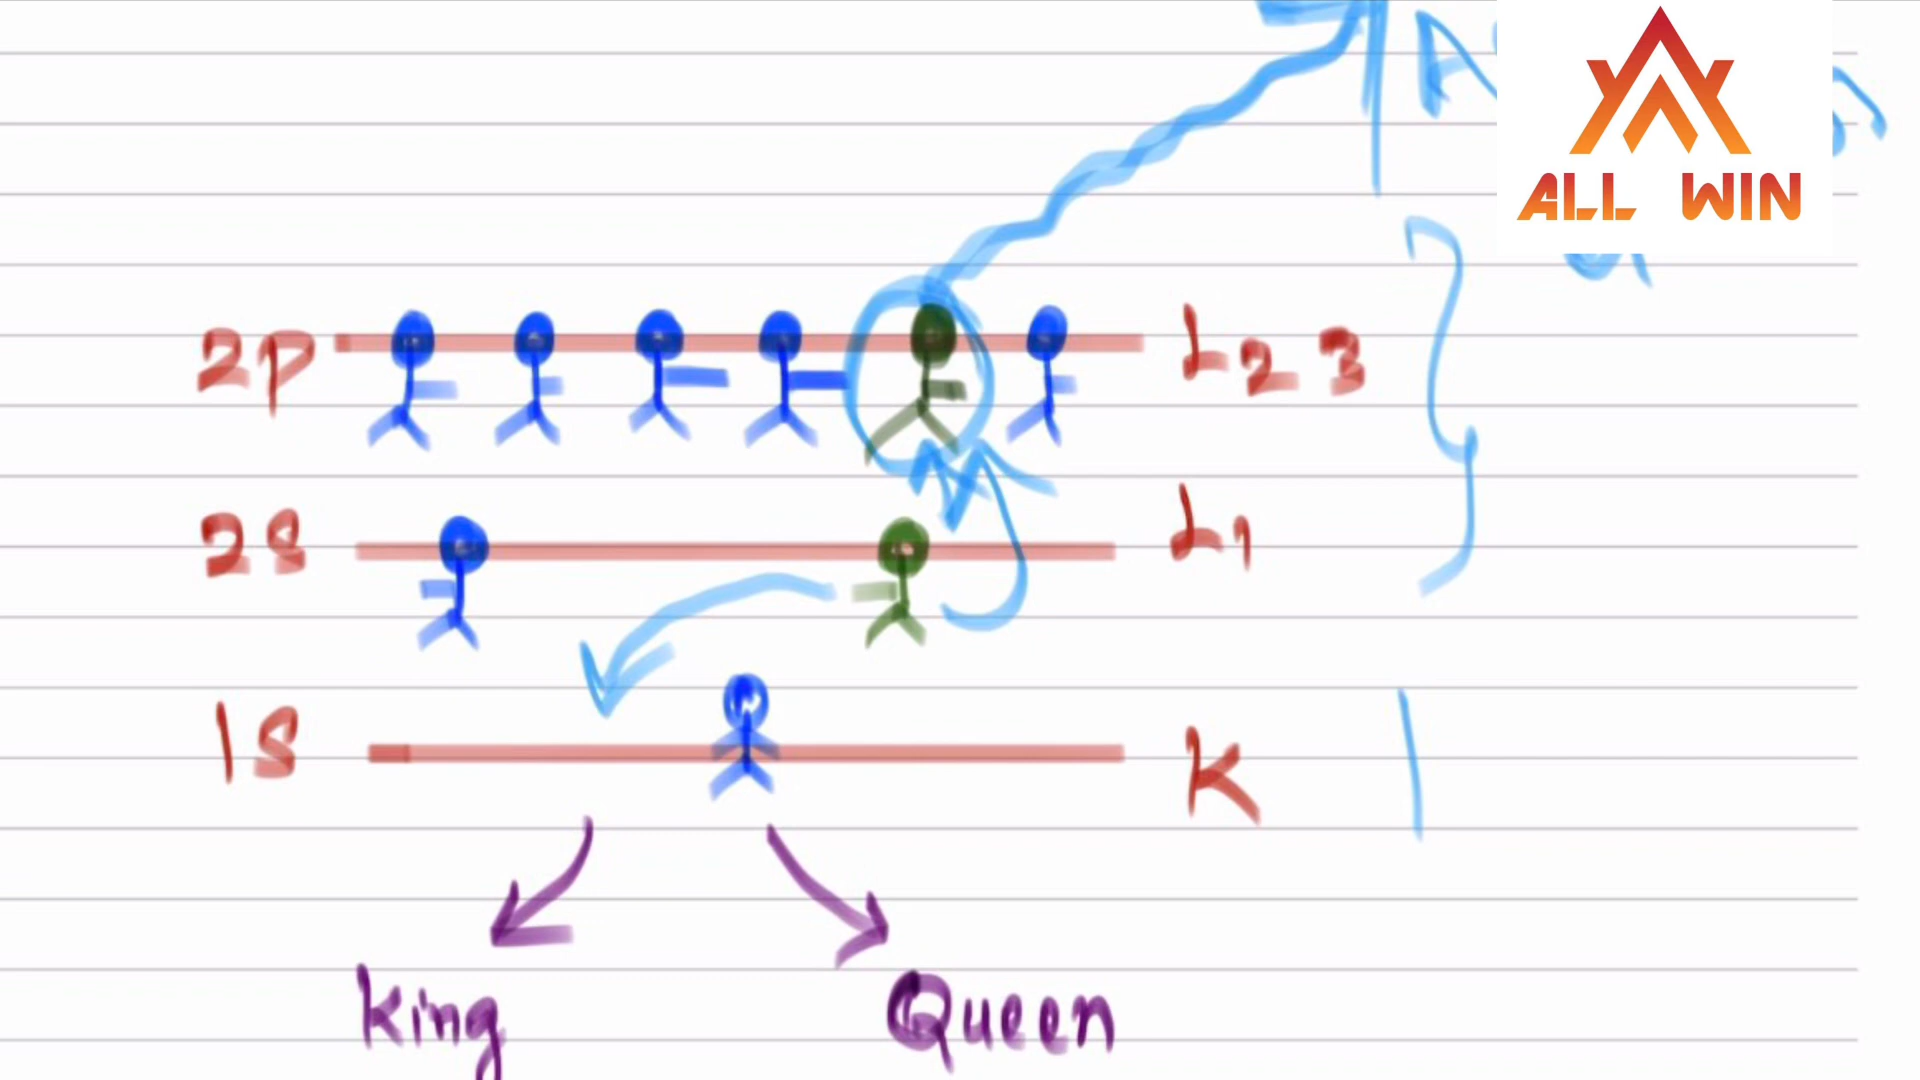 ALL WIN
2p L2 3
2s L1
1s K
King Queen